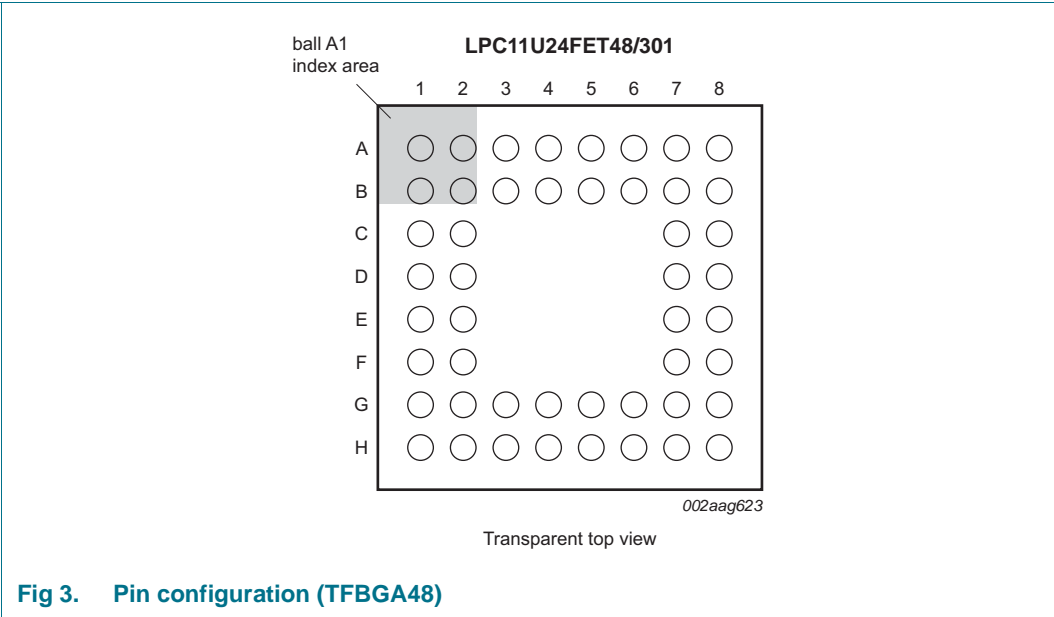 ball A1
index area
LPC11U24FET48/301
1 2 3 4 5 6 7 8
A
B
C
D
E
F
G
H
002aag623
Transparent top view
Fig 3. Pin configuration (TFBGA48)